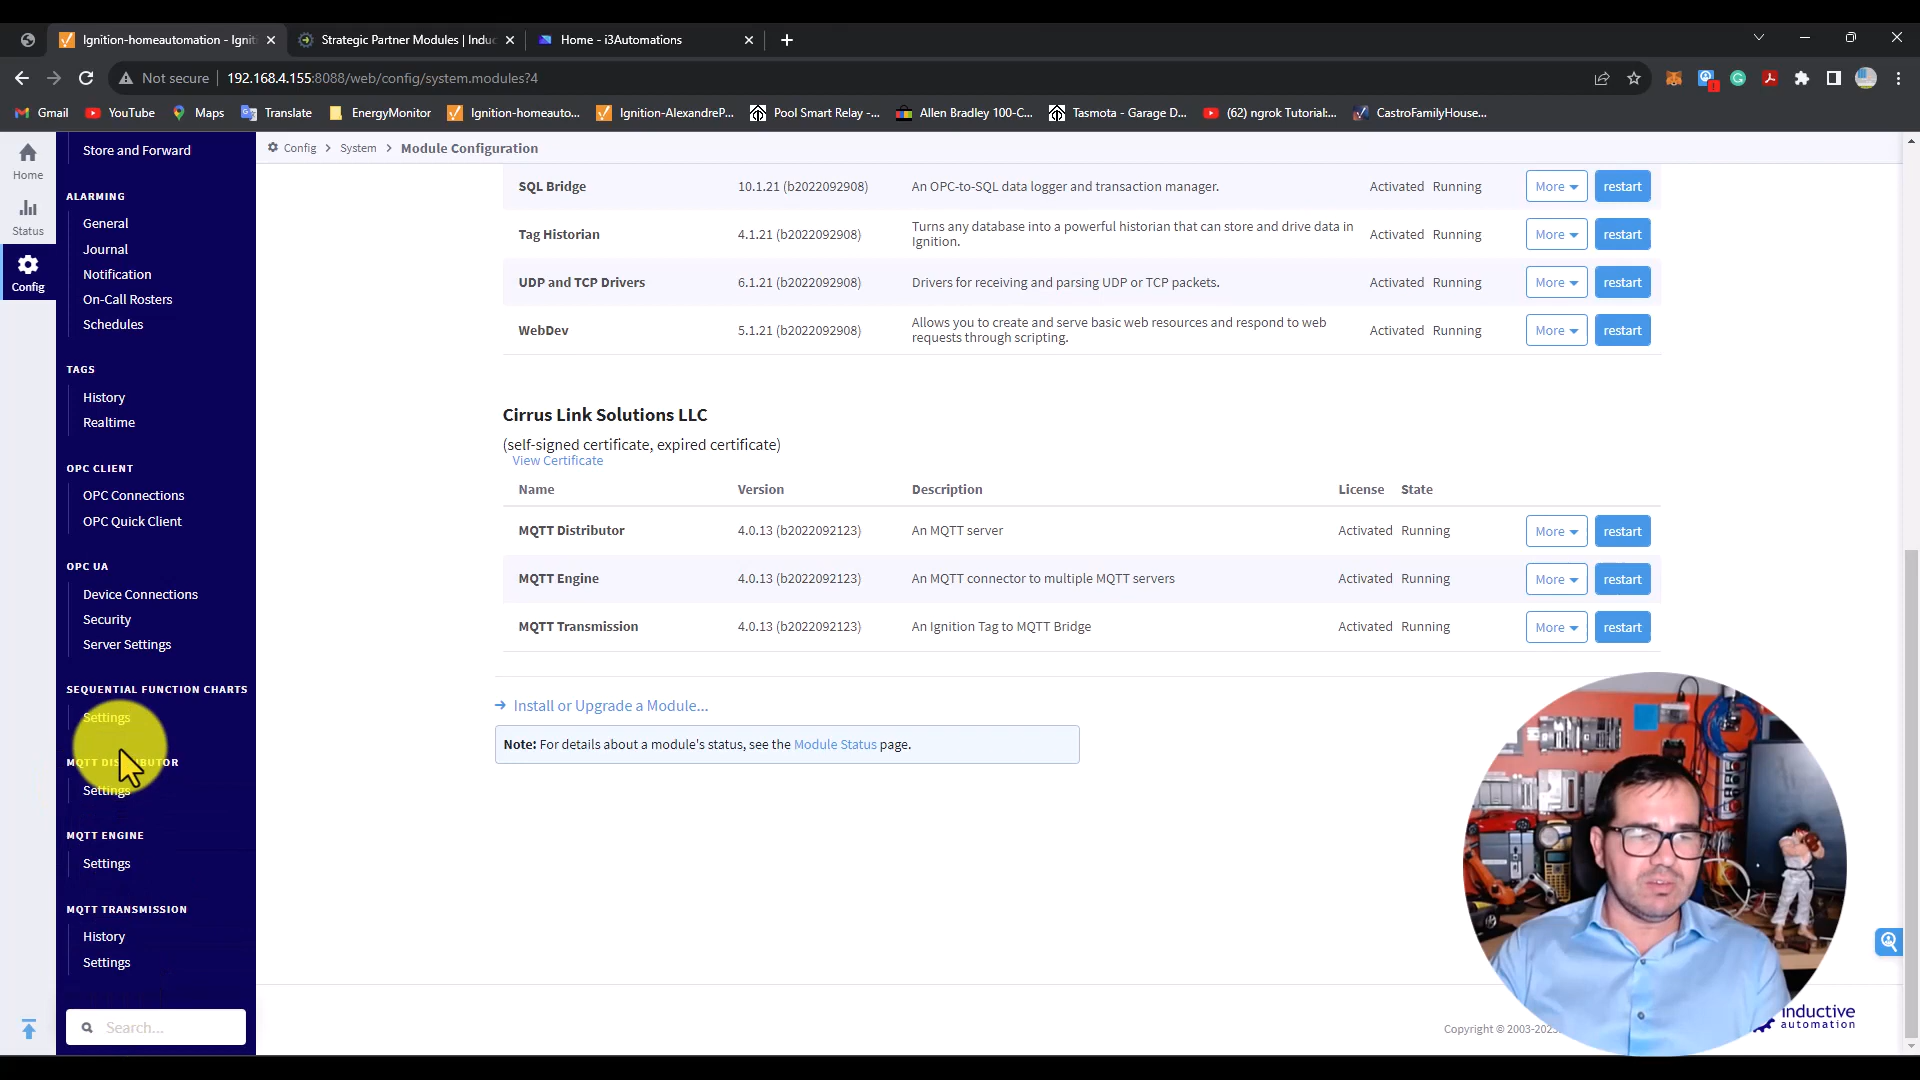 Ignition-homeautomation - Ignit
Strategic Partner Modules | Induc
Home - i3Automations
Not secure
192.168.4.155:8088/web/config/system.modules?4
Gmail
YouTube
Maps
Translate
EnergyMonitor
Ignition-homeauto...
Ignition-AlexandreP...
Pool Smart Relay -...
Allen Bradley 100-C...
Tasmota - Garage D...
(62) ngrok Tutorial:...
CastroFamilyHouse...
Home
Status
Config
Store and Forward
ALARMING
General
Journal
Notification
On-Call Rosters
Schedules
TAGS
History
Realtime
OPC CLIENT
OPC Connections
OPC Quick Client
OPC UA
Device Connections
Security
Server Settings
SEQUENTIAL FUNCTION CHARTS
Settings
MQTT DISTRIBUTOR
Settings
MQTT ENGINE
Settings
MQTT TRANSMISSION
History
Settings
Search...
Config > System > Module Configuration
SQL Bridge 10.1.21 (b2022092908) An OPC-to-SQL data logger and transaction manager. Activated Running More restart
Tag Historian 4.1.21 (b2022092908) Turns any database into a powerful historian that can store and drive data in Ignition. Activated Running More restart
UDP and TCP Drivers 6.1.21 (b2022092908) Drivers for receiving and parsing UDP or TCP packets. Activated Running More restart
WebDev 5.1.21 (b2022092908) Allows you to create and serve basic web resources and respond to web requests through scripting. Activated Running More restart
Cirrus Link Solutions LLC
(self-signed certificate, expired certificate)
View Certificate
Name Version Description License State
MQTT Distributor 4.0.13 (b2022092123) An MQTT server Activated Running More restart
MQTT Engine 4.0.13 (b2022092123) An MQTT connector to multiple MQTT servers Activated Running More restart
MQTT Transmission 4.0.13 (b2022092123) An Ignition Tag to MQTT Bridge Activated Running More restart
Install or Upgrade a Module...
Note: For details about a module's status, see the Module Status page.
Copyright © 2003-202
inductive
automation